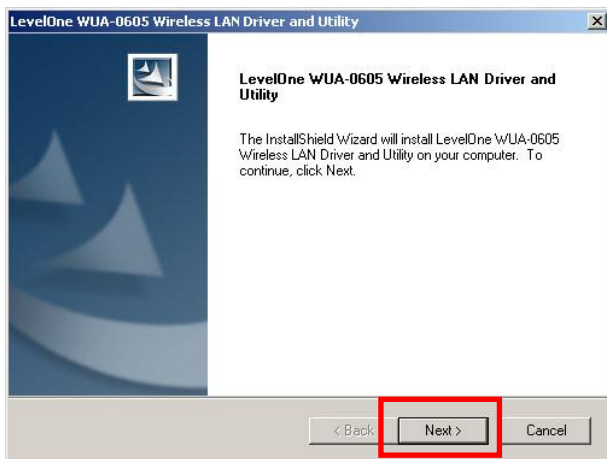 LevelOne WUA-0605 Wireless LAN Driver and Utility
LevelOne WUA-0605 Wireless LAN Driver and
Utility
The InstallShield Wizard will install LevelOne WUA-0605
Wireless LAN Driver and Utility on your computer. To
continue, click Next.
< Back
Next >
Cancel